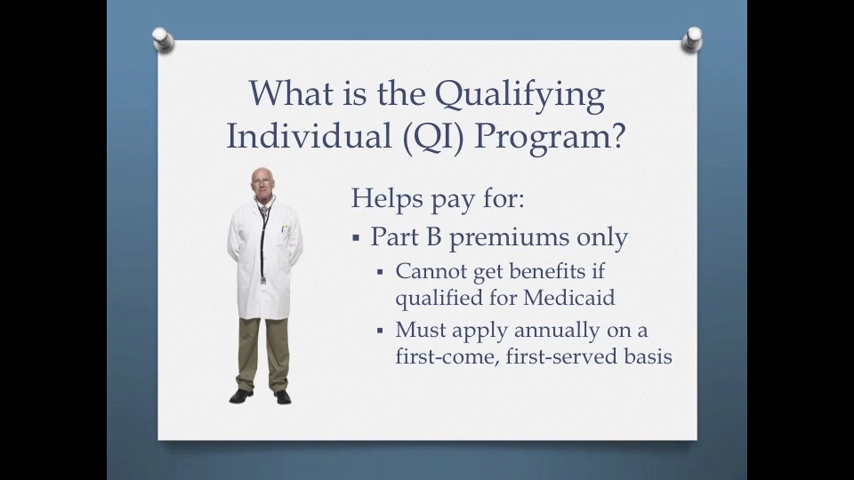 What is the Qualifying
Individual (QI) Program?
Helps pay for:
▪ Part B premiums only
▪ Cannot get benefits if
qualified for Medicaid
▪ Must apply annually on a
first-come, first-served basis